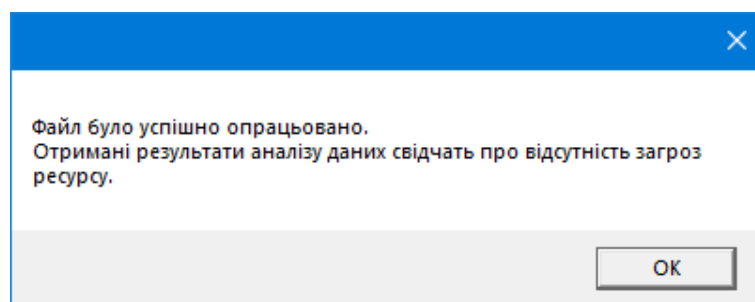 Файл було успішно опрацьовано.
Отримані результати аналізу даних свідчать про відсутність загроз
ресурсу.
OK